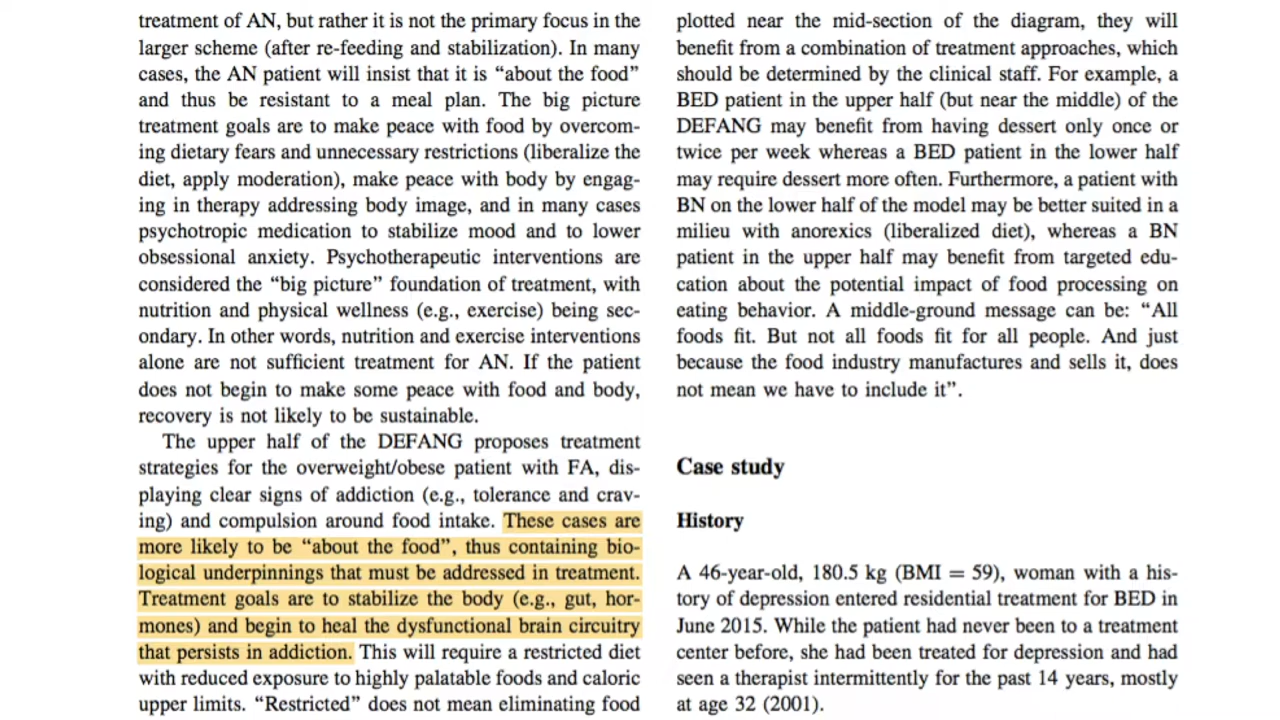 treatment of AN, but rather it is not the primary focus in the
larger scheme (after re-feeding and stabilization). In many
cases, the AN patient will insist that it is “about the food”
and thus be resistant to a meal plan. The big picture
treatment goals are to make peace with food by overcom-
ing dietary fears and unnecessary restrictions (liberalize the
diet, apply moderation), make peace with body by engag-
ing in therapy addressing body image, and in many cases
psychotropic medication to stabilize mood and to lower
obsessional anxiety. Psychotherapeutic interventions are
considered the “big picture” foundation of treatment, with
nutrition and physical wellness (e.g., exercise) being sec-
ondary. In other words, nutrition and exercise interventions
alone are not sufficient treatment for AN. If the patient
does not begin to make some peace with food and body,
recovery is not likely to be sustainable.
The upper half of the DEFANG proposes treatment
strategies for the overweight/obese patient with FA, dis-
playing clear signs of addiction (e.g., tolerance and crav-
ing) and compulsion around food intake. These cases are
more likely to be “about the food”, thus containing bio-
logical underpinnings that must be addressed in treatment.
Treatment goals are to stabilize the body (e.g., gut, hor-
mones) and begin to heal the dysfunctional brain circuitry
that persists in addiction. This will require a restricted diet
with reduced exposure to highly palatable foods and caloric
upper limits. “Restricted” does not mean eliminating food
plotted near the mid-section of the diagram, they will
benefit from a combination of treatment approaches, which
should be determined by the clinical staff. For example, a
BED patient in the upper half (but near the middle) of the
DEFANG may benefit from having dessert only once or
twice per week whereas a BED patient in the lower half
may require dessert more often. Furthermore, a patient with
BN on the lower half of the model may be better suited in a
milieu with anorexics (liberalized diet), whereas a BN
patient in the upper half may benefit from targeted edu-
cation about the potential impact of food processing on
eating behavior. A middle-ground message can be: “All
foods fit. But not all foods fit for all people. And just
because the food industry manufactures and sells it, does
not mean we have to include it”.
Case study
History
A 46-year-old, 180.5 kg (BMI = 59), woman with a his-
tory of depression entered residential treatment for BED in
June 2015. While the patient had never been to a treatment
center before, she had been treated for depression and had
seen a therapist intermittently for the past 14 years, mostly
at age 32 (2001).